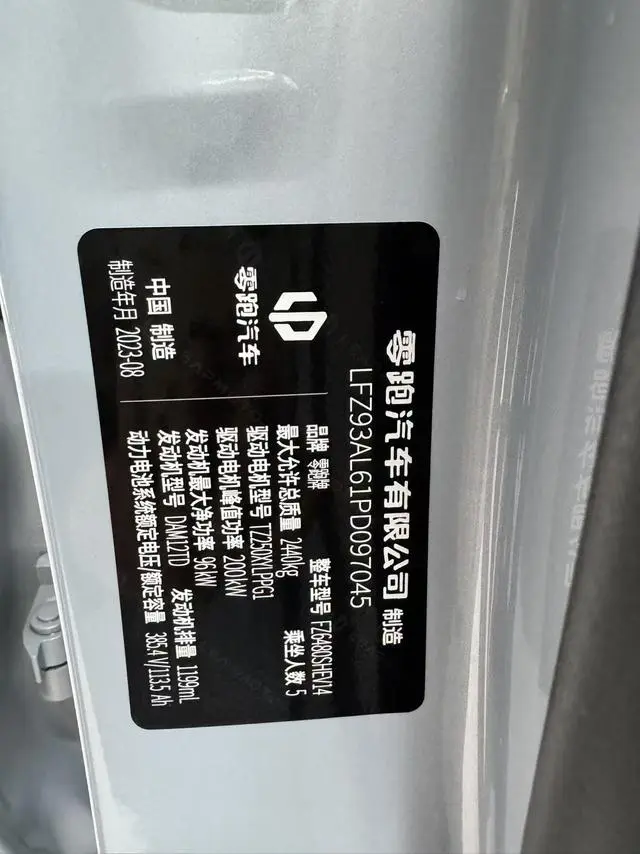 零跑汽车有限公司 制造
LFZ93AL61PD097045
零跑汽车
中国 制造
制造年月 2023-08
品牌 零跑牌 整车型号 FZ6480SHEV14
最大允许总质量 2440kg 乘坐人数 5
驱动电机型号 TZ250XY1PPG1
驱动电机峰值功率 200kW
发动机最大净功率 96kW
发动机型号 DAM12TD 发动机排量 1199mL
动力电池系统额定电压/额定容量 385.4 V/113.5 Ah